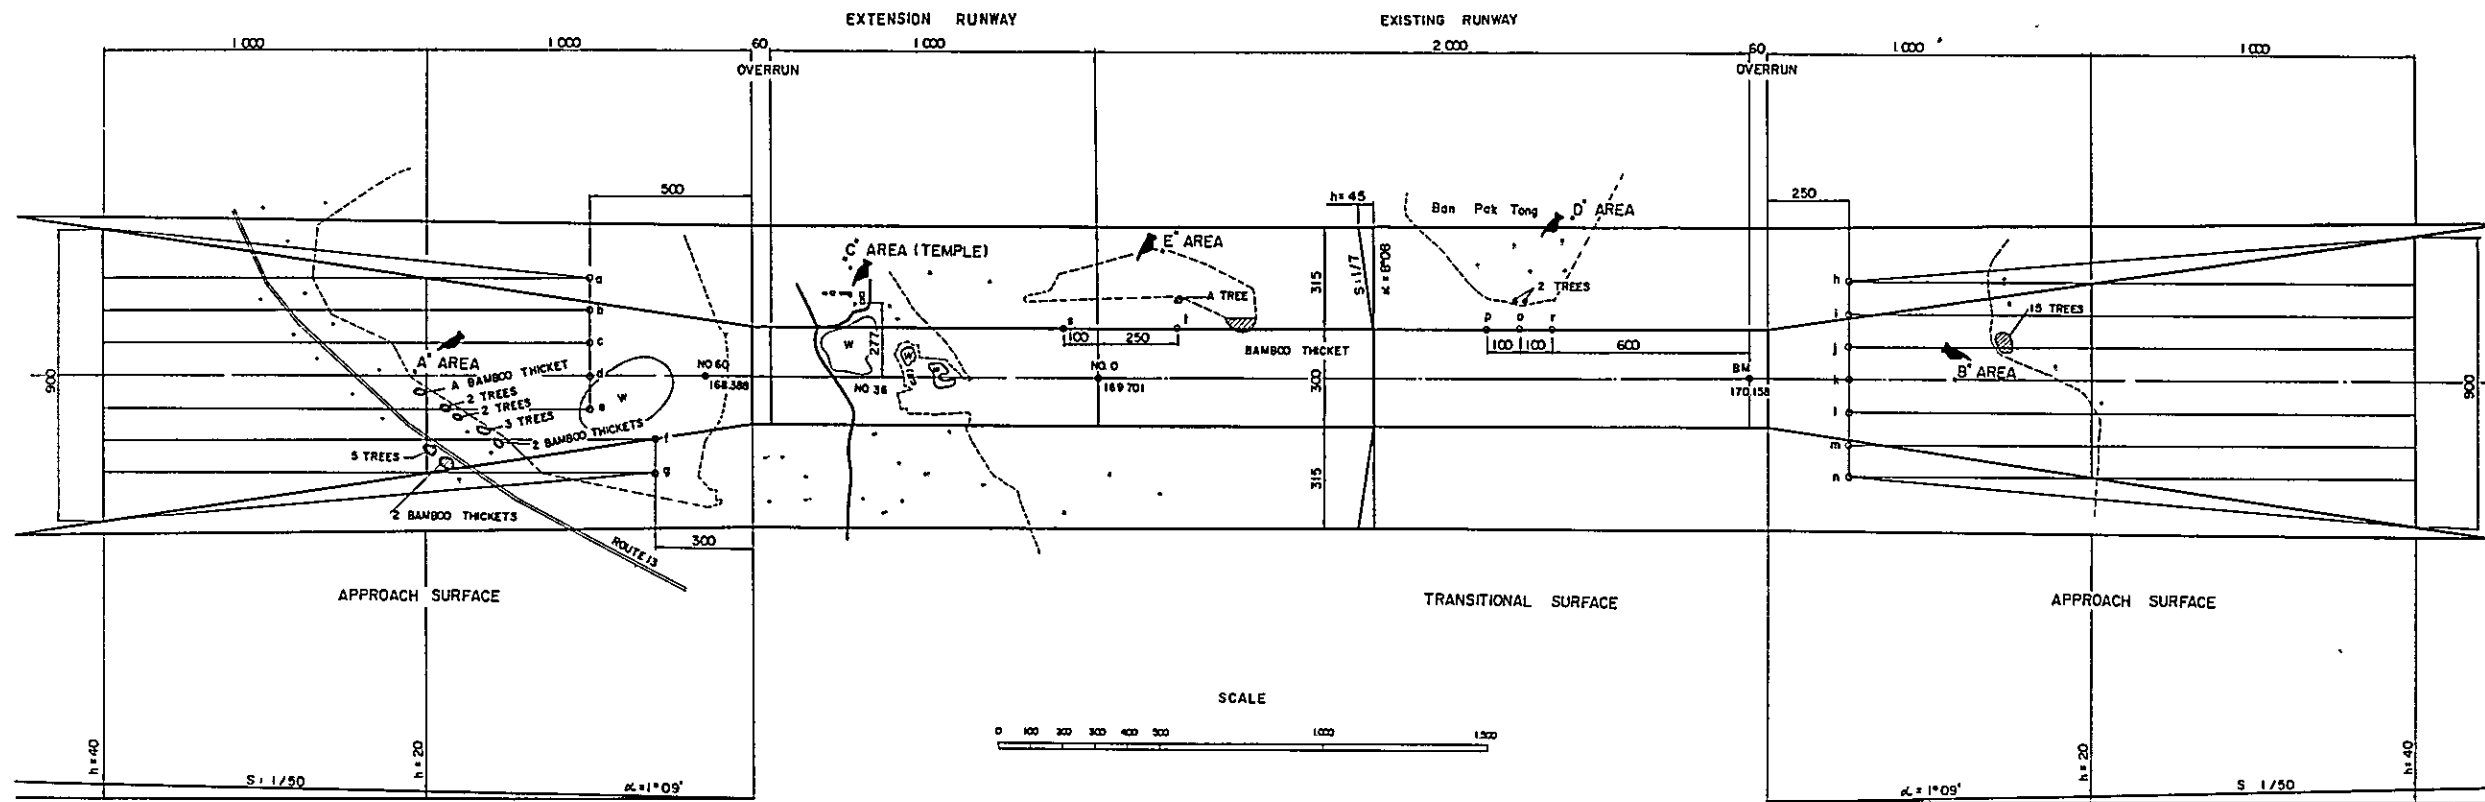 EXTENSION RUNWAY
EXISTING RUNWAY
1 000
1 000
60
1 000
2 000
60
1 000
1 000
OVERRUN
OVERRUN
500
h=45
Ban Pak Tong
"D" AREA
250
"C" AREA (TEMPLE)
"E" AREA
315
S:1/7
α=8°08
2 TREES
A TREE
a
b
c
d
e
f
g
h
i
j
k
l
m
n
s
t
p
o
r
100
250
100
100
600
15 TREES
"A" AREA
A BAMBOO THICKET
2 TREES
2 TREES
3 TREES
2 BAMBOO THICKETS
5 TREES
2 BAMBOO THICKETS
W
W
W
277
NO 60
168.388
NO 36
NO. 0
169.701
BAMBOO THICKET
300
BM
170.158
"B" AREA
900
900
315
ROUTE 13
300
APPROACH SURFACE
TRANSITIONAL SURFACE
APPROACH SURFACE
SCALE
0 100 200 300 400 500 1000 1,500
h=40
h=20
h=20
h=40
S: 1/50
α=1°09'
α=1°09'
S 1/50